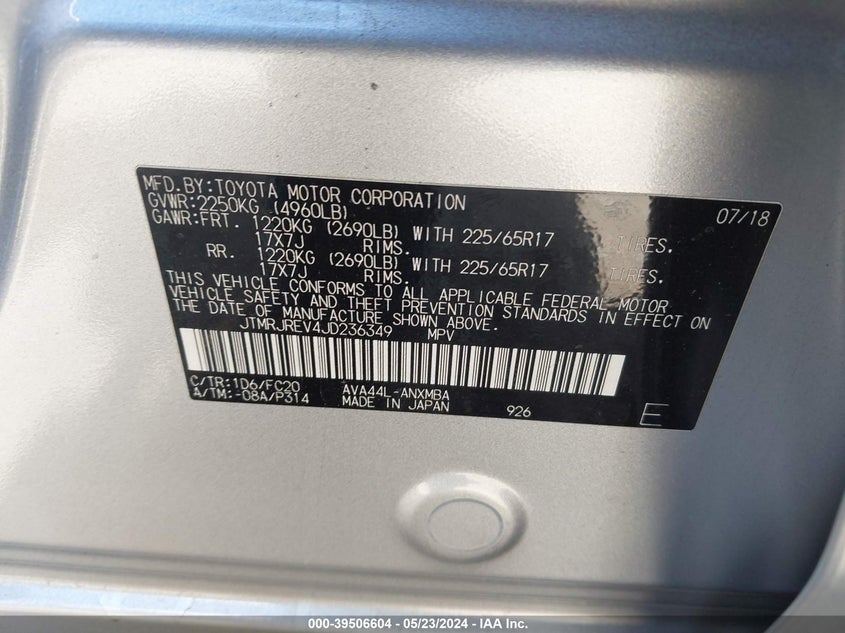 MFD.BY:TOYOTA MOTOR CORPORATION 07/18
GVWR:2250KG (4960LB)
GAWR:FRT. 1220KG (2690LB) WITH 225/65R17 TIRES.
17X7J RIMS.
RR. 1220KG (2690LB) WITH 225/65R17 TIRES.
17X7J RIMS.
THIS VEHICLE CONFORMS TO ALL APPLICABLE FEDERAL MOTOR
VEHICLE SAFETY AND THEFT PREVENTION STANDARDS IN EFFECT ON
THE DATE OF MANUFACTURE SHOWN ABOVE.
JTMRJREV4JD236349 MPV
C/TR:1D6/FC20 AVA44L-ANXMBA
A/TM:-08A/P314 MADE IN JAPAN 926 E
000-39506604 / 05/23/2024 - IAA Inc.